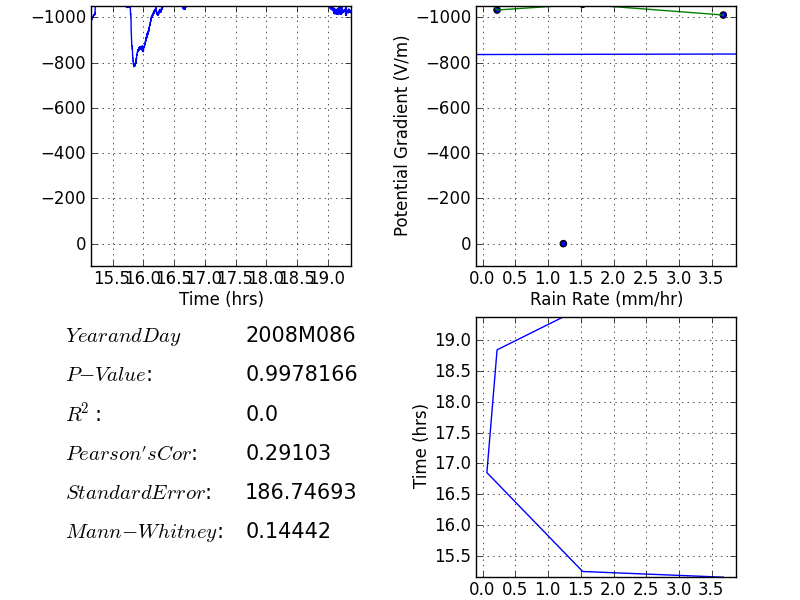 −1000
−800
−600
−400
−200
0
15.5 16.0 16.5 17.0 17.5 18.0 18.5 19.0
Time (hrs)
Potential Gradient (V/m)
−1000
−800
−600
−400
−200
0
0.0 0.5 1.0 1.5 2.0 2.5 3.0 3.5
Rain Rate (mm/hr)
YearandDay 2008M086
P−Value: 0.9978166
R² : 0.0
Pearson'sCor: 0.29103
StandardError: 186.74693
Mann−Whitney: 0.14442
Time (hrs)
19.0
18.5
18.0
17.5
17.0
16.5
16.0
15.5
0.0 0.5 1.0 1.5 2.0 2.5 3.0 3.5